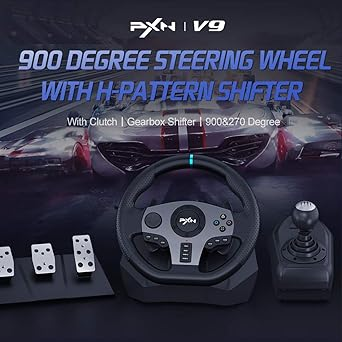 PXN | V9
900 DEGREE STEERING WHEEL
WITH H-PATTERN SHIFTER
With Clutch | Gearbox Shifter | 900&270 Degree
PXN